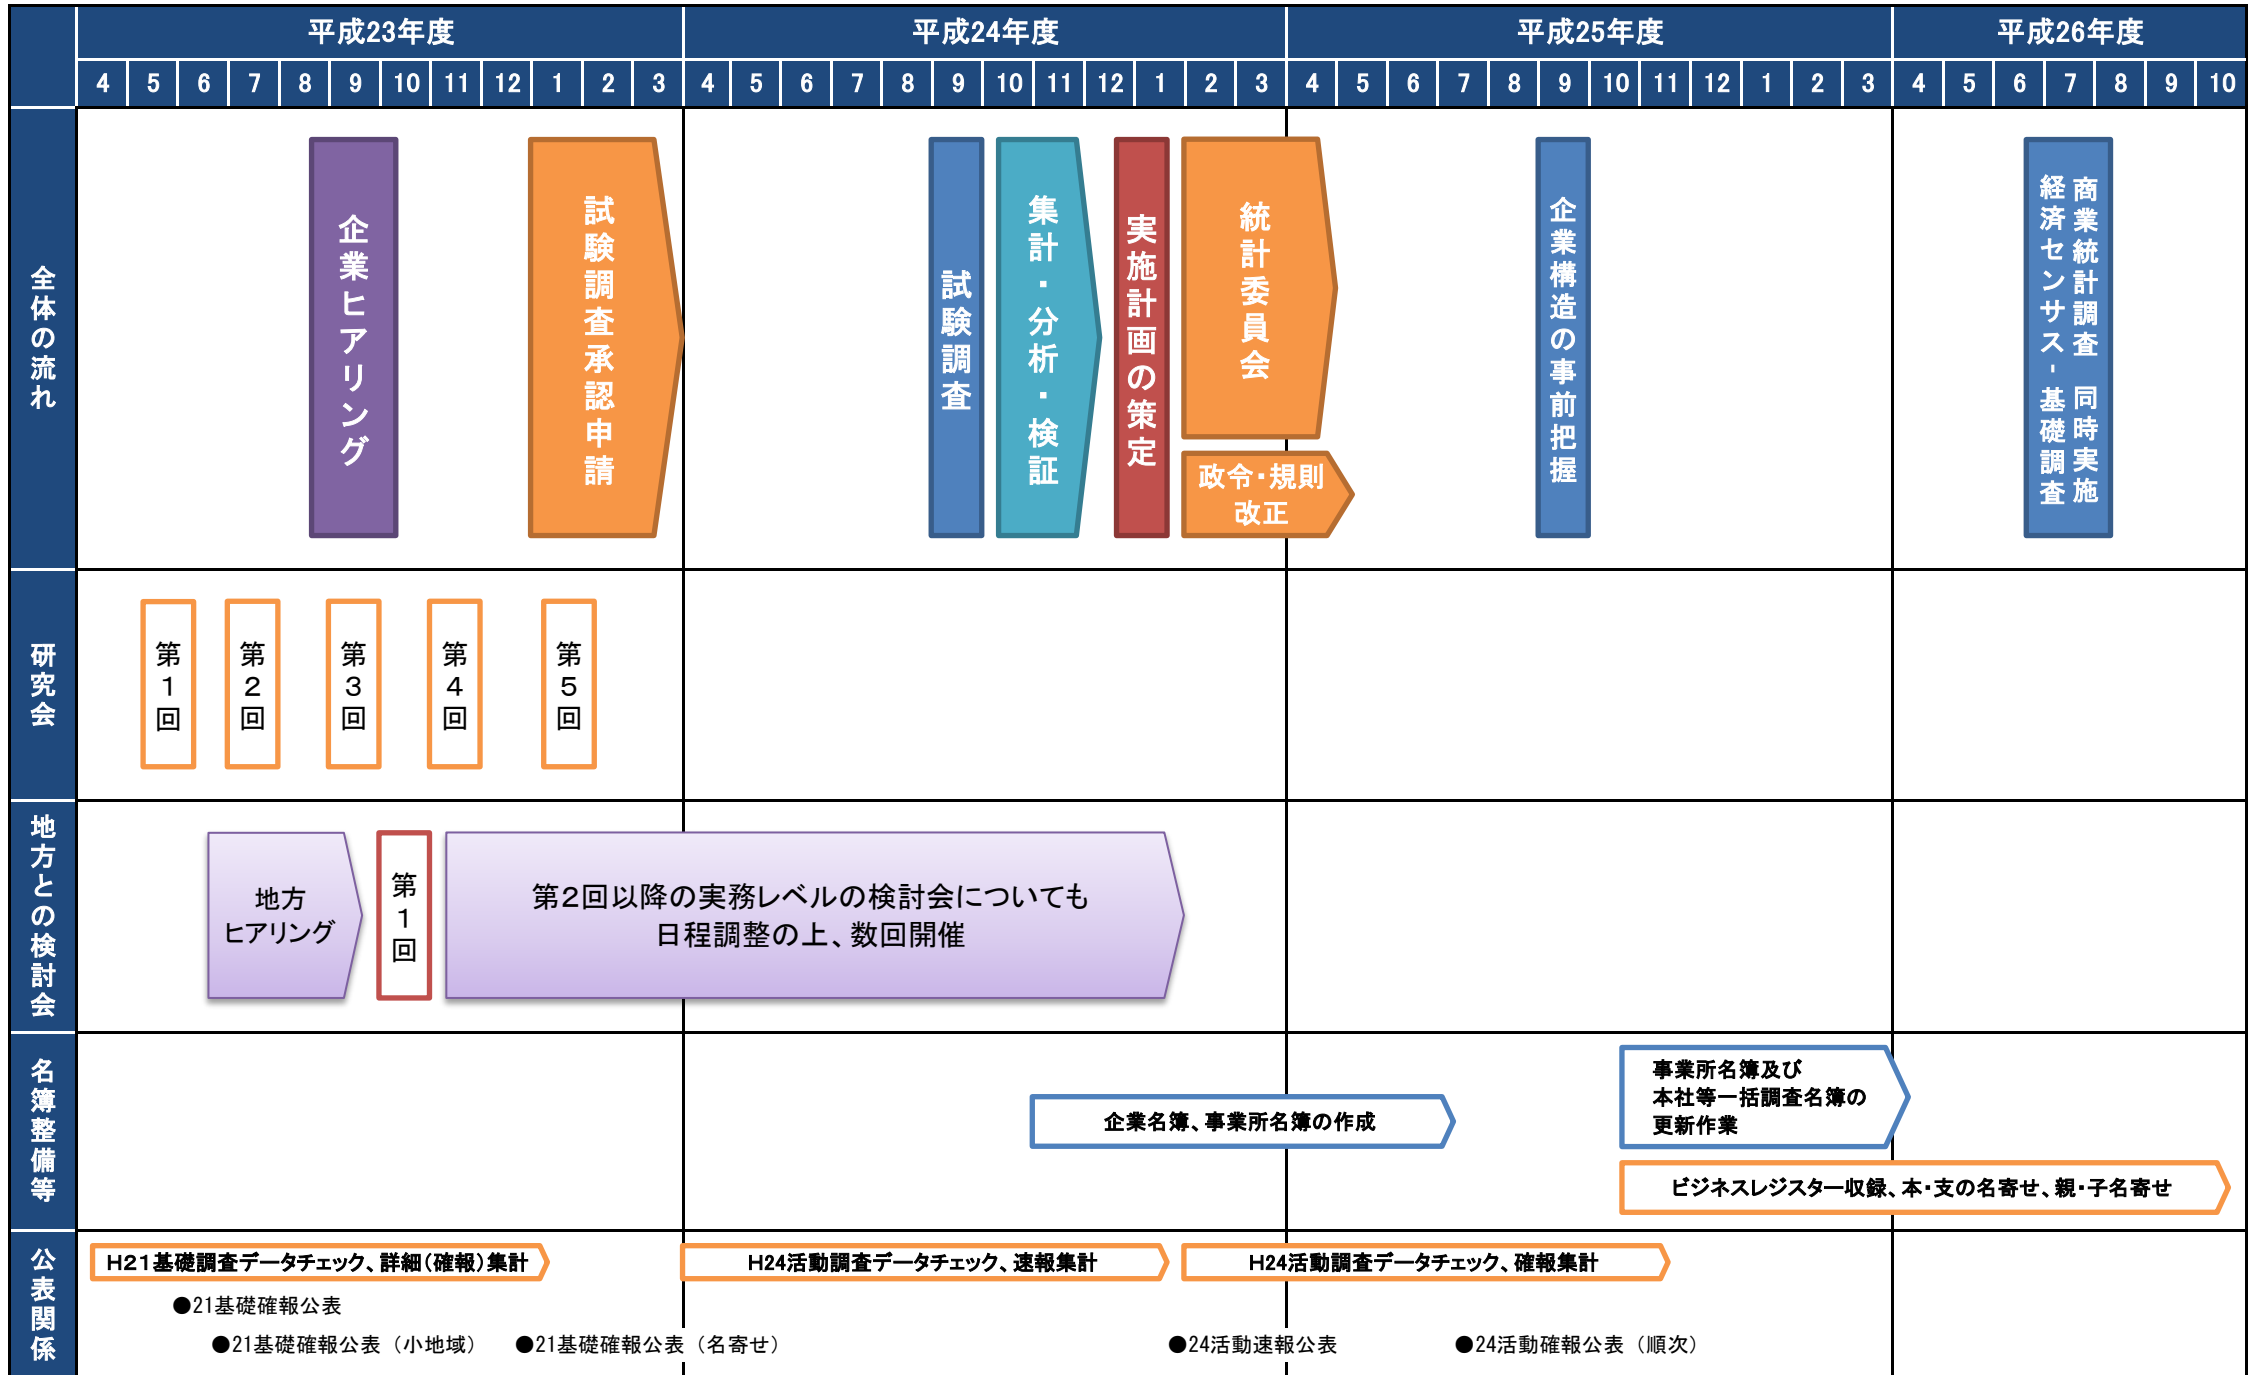 平成23年度
平成24年度
平成25年度
平成26年度
4 5 6 7 8 9 10 11 12 1 2 3 4 5 6 7 8 9 10 11 12 1 2 3 4 5 6 7 8 9 10 11 12 1 2 3 4 5 6 7 8 9 10
全体の流れ
企業ヒアリング
試験調査承認申請
試験調査
集計・分析・検証
実施計画の策定
統計委員会
政令・規則
改正
企業構造の事前把握
商業統計調査 同時実施
経済センサス-基礎調査
研究会
第1回
第2回
第3回
第4回
第5回
地方との検討会
地方
ヒアリング
第1回
第2回以降の実務レベルの検討会についても
日程調整の上、数回開催
名簿整備等
企業名簿、事業所名簿の作成
事業所名簿及び
本社等一括調査名簿の
更新作業
ビジネスレジスター収録、本・支の名寄せ、親・子名寄せ
公表関係
H21基礎調査データチェック、詳細(確報)集計
H24活動調査データチェック、速報集計
H24活動調査データチェック、確報集計
●21基礎確報公表
●21基礎確報公表（小地域）
●21基礎確報公表（名寄せ）
●24活動速報公表
●24活動確報公表（順次）